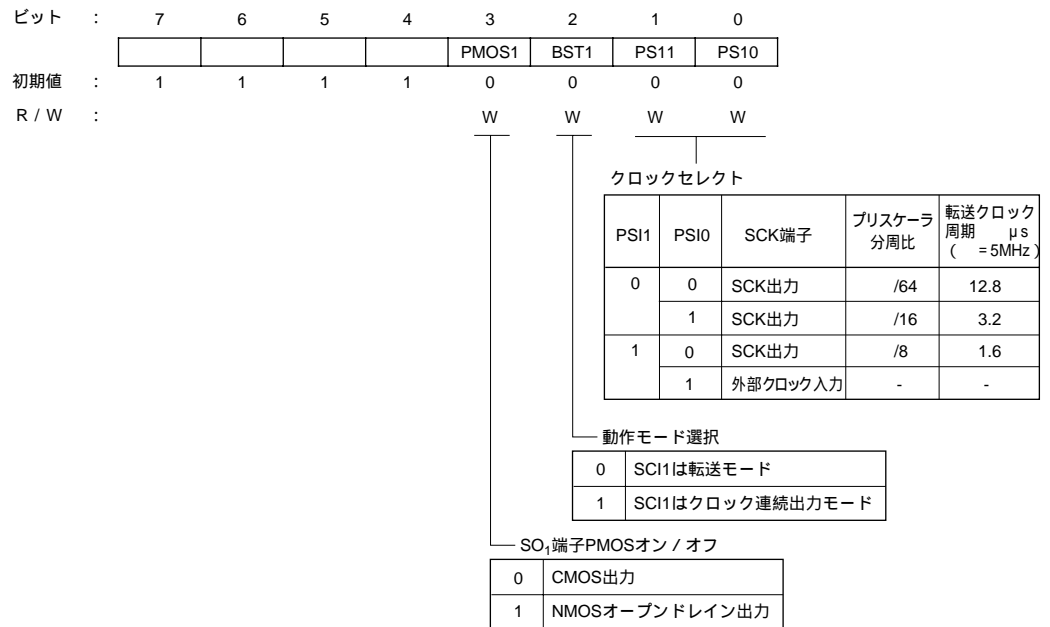 ビット : 7 6 5 4 3 2 1 0
PMOS1 BST1 PS11 PS10
初期値 : 1 1 1 1 0 0 0 0
R / W : W W W W
クロックセレクト
PSI1 PSI0 SCK端子 プリスケーラ分周比 転送クロック周期 μs ( =5MHz)
0 0 SCK出力 /64 12.8
1 SCK出力 /16 3.2
1 0 SCK出力 /8 1.6
1 外部クロック入力 - -
動作モード選択
0 SCI1は転送モード
1 SCI1はクロック連続出力モード
SO1端子PMOSオン / オフ
0 CMOS出力
1 NMOSオープンドレイン出力